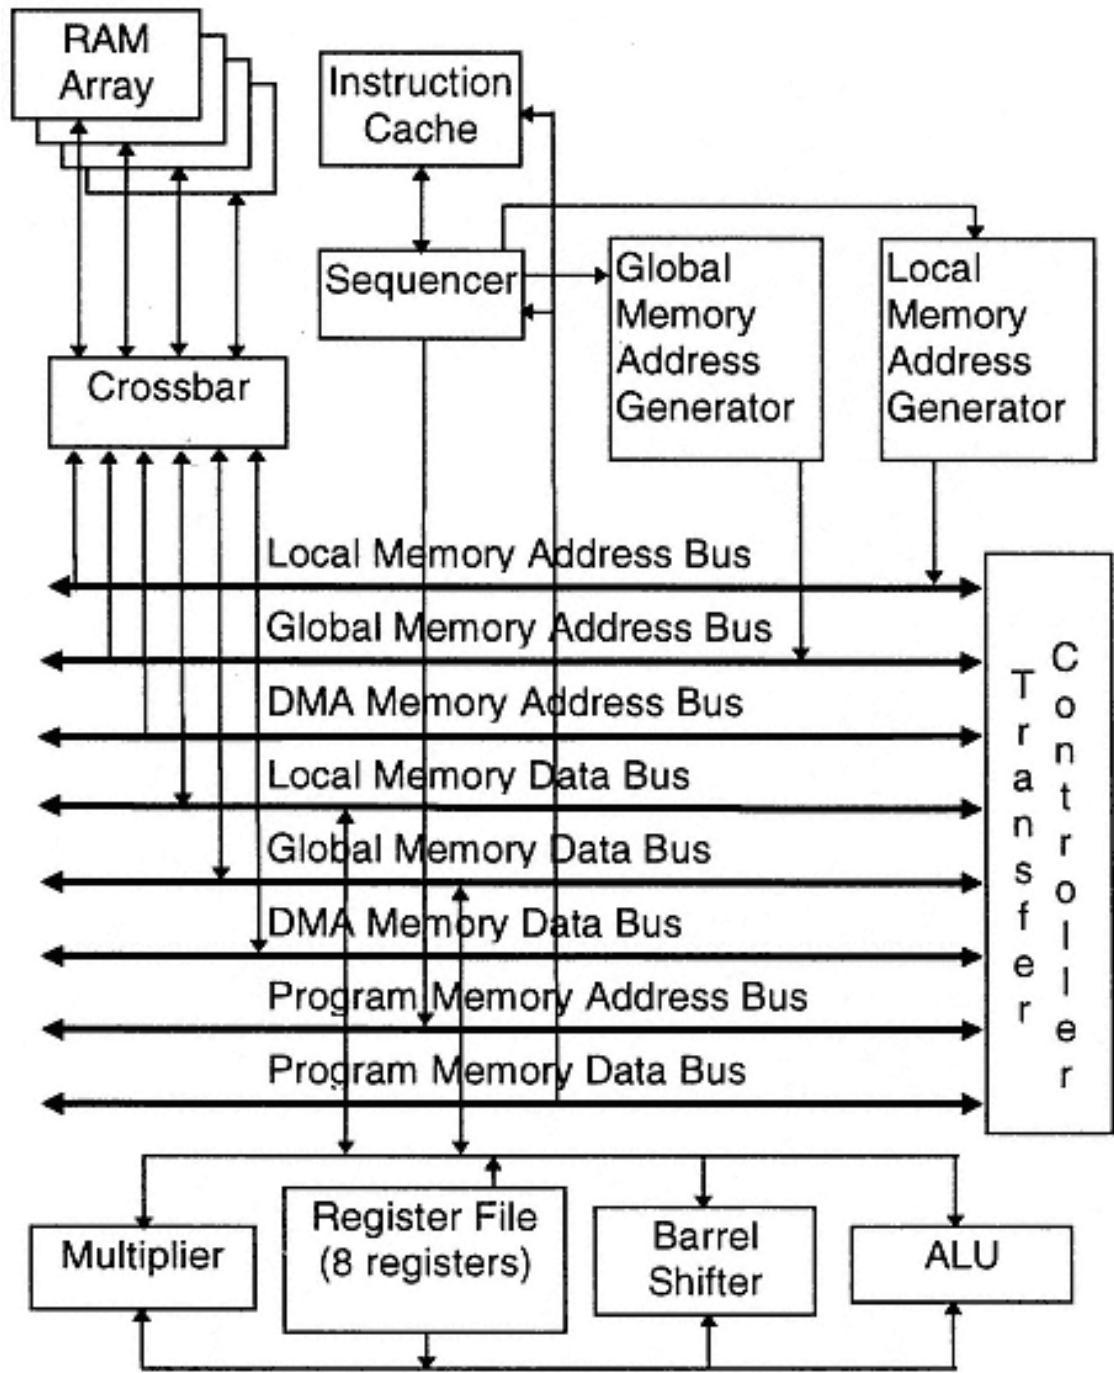 RAM
Array
Instruction
Cache
Sequencer
Global
Memory
Address
Generator
Local
Memory
Address
Generator
Crossbar
Local Memory Address Bus
Global Memory Address Bus
DMA Memory Address Bus
Local Memory Data Bus
Global Memory Data Bus
DMA Memory Data Bus
Program Memory Address Bus
Program Memory Data Bus
Transfer
Controller
Multiplier
Register File
(8 registers)
Barrel
Shifter
ALU